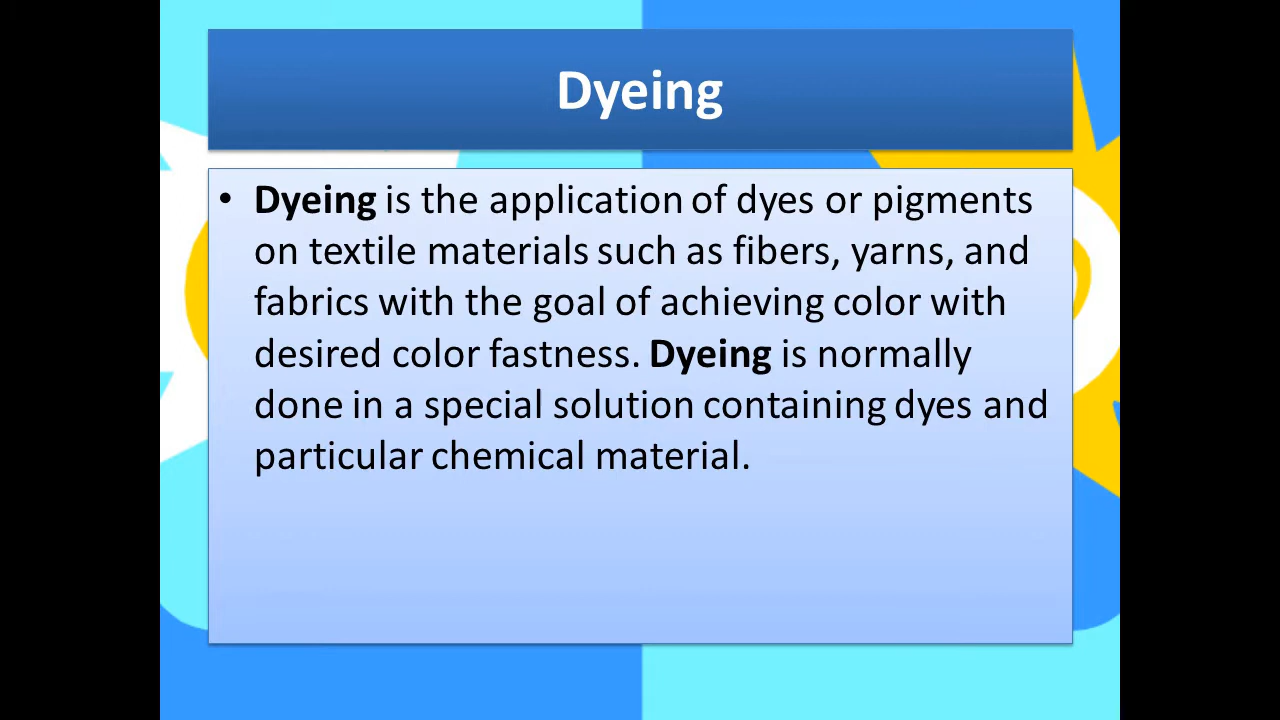 Dyeing
• Dyeing is the application of dyes or pigments
on textile materials such as fibers, yarns, and
fabrics with the goal of achieving color with
desired color fastness. Dyeing is normally
done in a special solution containing dyes and
particular chemical material.